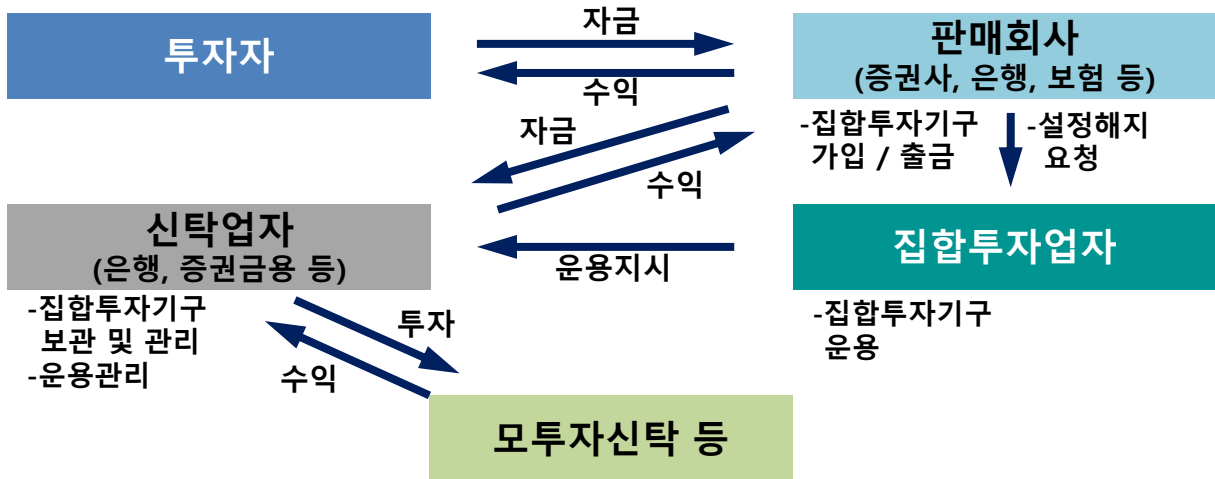 투자자
자금
수익
판매회사
(증권사, 은행, 보험 등)
-집합투자기구
가입 / 출금
-설정해지
요청
자금
수익
신탁업자
(은행, 증권금융 등)
-집합투자기구
보관 및 관리
-운용관리
운용지시
집합투자업자
-집합투자기구
운용
투자
수익
모투자신탁 등